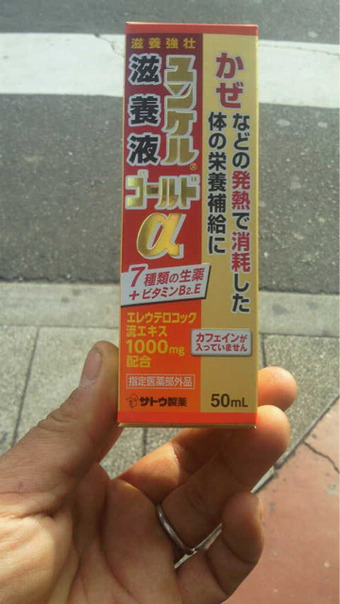 滋養強壮
ユンケル®
滋養液
ゴールド
α
7種類の生薬
+ビタミンB2、E
エレウテロコック
流エキス
1000mg
配合
指定医薬部外品
サトウ製薬
かぜなどの発熱で消耗した
体の栄養補給に
カフェインが
入っていません
50mL